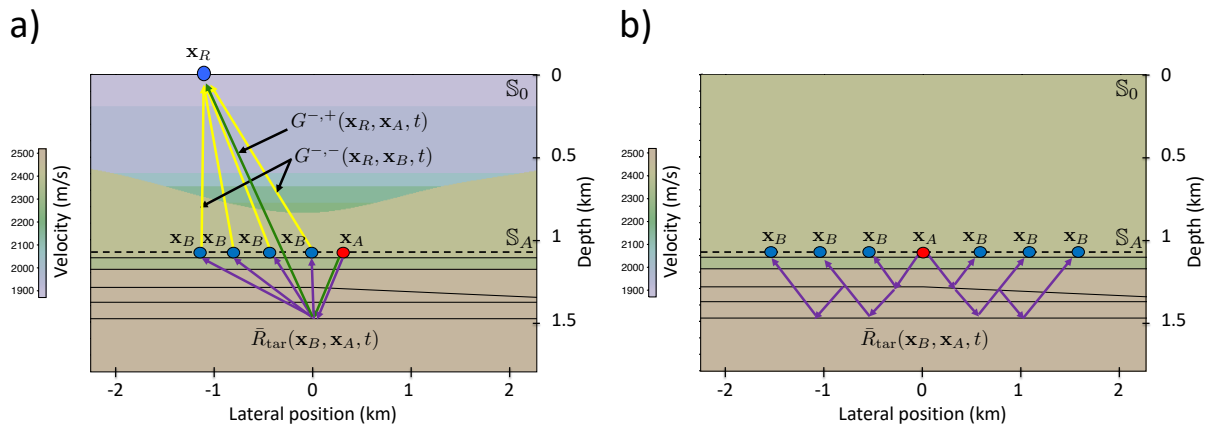 a)
b)
𝐱_R
𝕊_0
G^{-,+}(𝐱_R, 𝐱_A, t)
G^{-,-}(𝐱_R, 𝐱_B, t)
𝐱_B 𝐱_B 𝐱_B 𝐱_B 𝐱_A
𝕊_A
R̄_tar(𝐱_B, 𝐱_A, t)
Velocity (m/s)
2500
2400
2300
2200
2100
2000
1900
0
0.5
1
1.5
Depth (km)
-2 -1 0 1 2
Lateral position (km)
𝕊_0
𝐱_B 𝐱_B 𝐱_B 𝐱_A 𝐱_B 𝐱_B 𝐱_B
𝕊_A
R̄_tar(𝐱_B, 𝐱_A, t)
Velocity (m/s)
2500
2400
2300
2200
2100
2000
1900
0
0.5
1
1.5
Depth (km)
-2 -1 0 1 2
Lateral position (km)